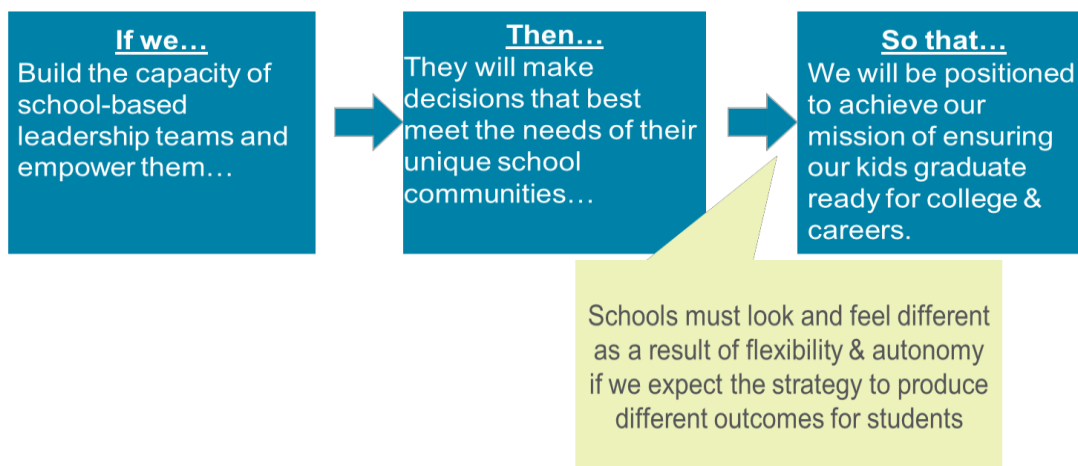 If we…
Build the capacity of
school-based
leadership teams and
empower them…
Then…
They will make
decisions that best
meet the needs of their
unique school
communities…
So that…
We will be positioned
to achieve our
mission of ensuring
our kids graduate
ready for college &
careers.
Schools must look and feel different
as a result of flexibility & autonomy
if we expect the strategy to produce
different outcomes for students